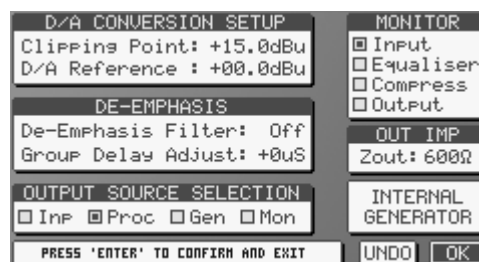 D/A CONVERSION SETUP
Clipping Point: +15.0dBu
D/A Reference : +00.0dBu
DE-EMPHASIS
De-Emphasis Filter: Off
Group Delay Adjust: +0uS
OUTPUT SOURCE SELECTION
Inp Proc Gen Mon
PRESS 'ENTER' TO CONFIRM AND EXIT
MONITOR
Input
Equaliser
Compress
Output
OUT IMP
Zout: 600Ω
INTERNAL
GENERATOR
UNDO OK